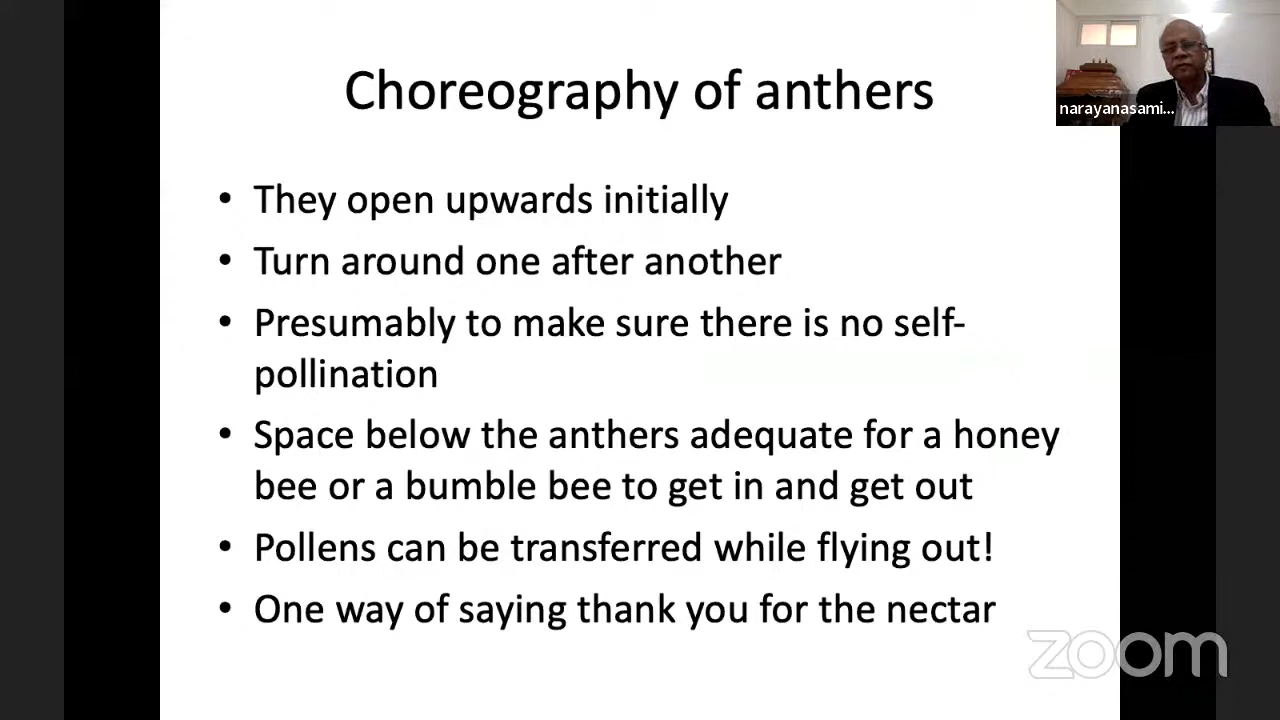 Choreography of anthers
narayanasami...
• They open upwards initially
• Turn around one after another
• Presumably to make sure there is no self-
pollination
• Space below the anthers adequate for a honey
bee or a bumble bee to get in and get out
• Pollens can be transferred while flying out!
• One way of saying thank you for the nectar
zoom